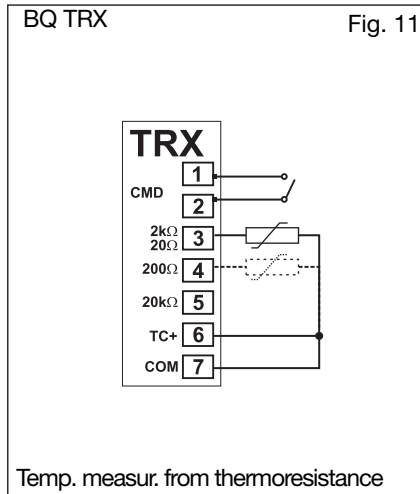 BQ TRX Fig. 11
TRX
1
CMD
2
2kΩ
20Ω 3
200Ω 4
20kΩ 5
TC+ 6
COM 7
Temp. measur. from thermoresistance